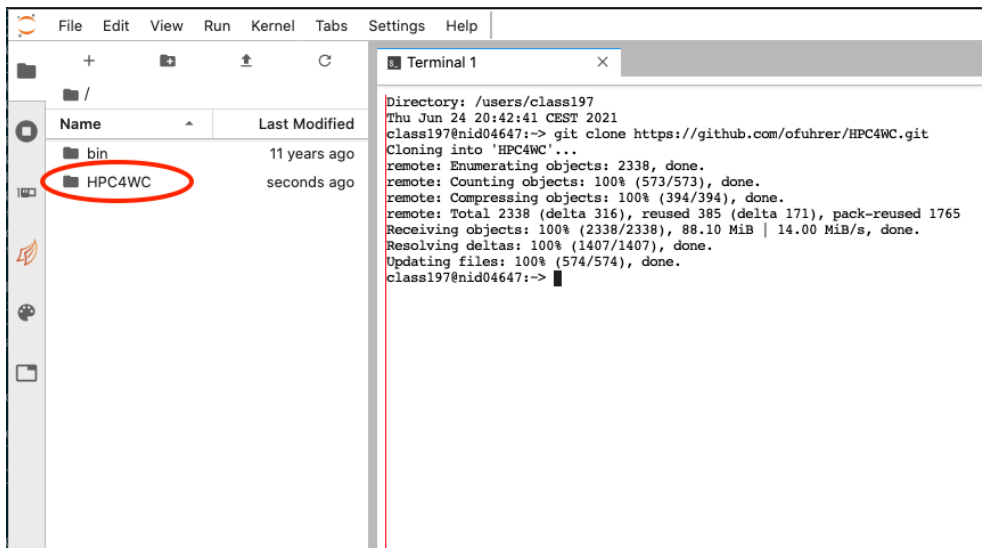 File Edit View Run Kernel Tabs Settings Help
/
Name Last Modified
bin 11 years ago
HPC4WC seconds ago
Terminal 1
Directory: /users/class197
Thu Jun 24 20:42:41 CEST 2021
class197@nid04647:~> git clone https://github.com/ofuhrer/HPC4WC.git
Cloning into 'HPC4WC'...
remote: Enumerating objects: 2338, done.
remote: Counting objects: 100% (573/573), done.
remote: Compressing objects: 100% (394/394), done.
remote: Total 2338 (delta 316), reused 385 (delta 171), pack-reused 1765
Receiving objects: 100% (2338/2338), 88.10 MiB | 14.00 MiB/s, done.
Resolving deltas: 100% (1407/1407), done.
Updating files: 100% (574/574), done.
class197@nid04647:~>